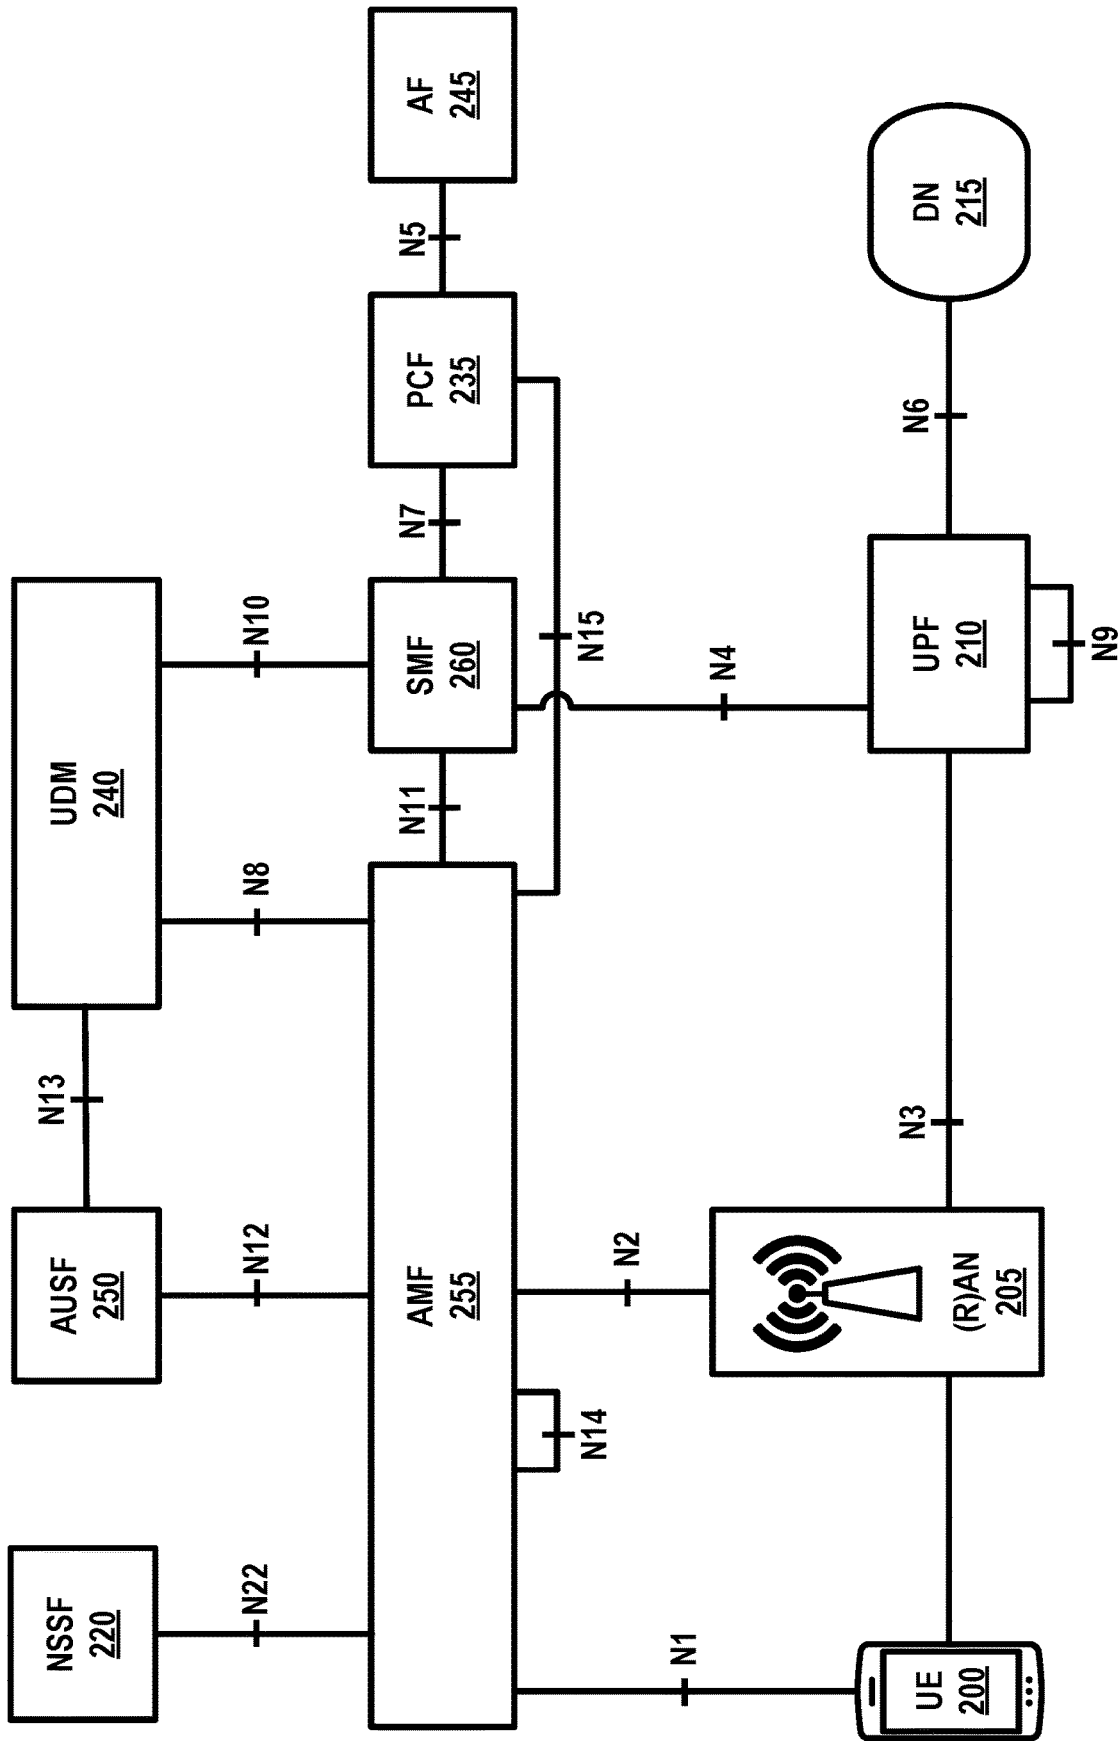 NSSF
220
AUSF
250
UDM
240
N13
N22
N12
N8
N10
AMF
255
N11
SMF
260
N7
PCF
235
N5
AF
245
N14
N15
N1
N2
N4
UE
200
(R)AN
205
N3
UPF
210
N6
DN
215
N9